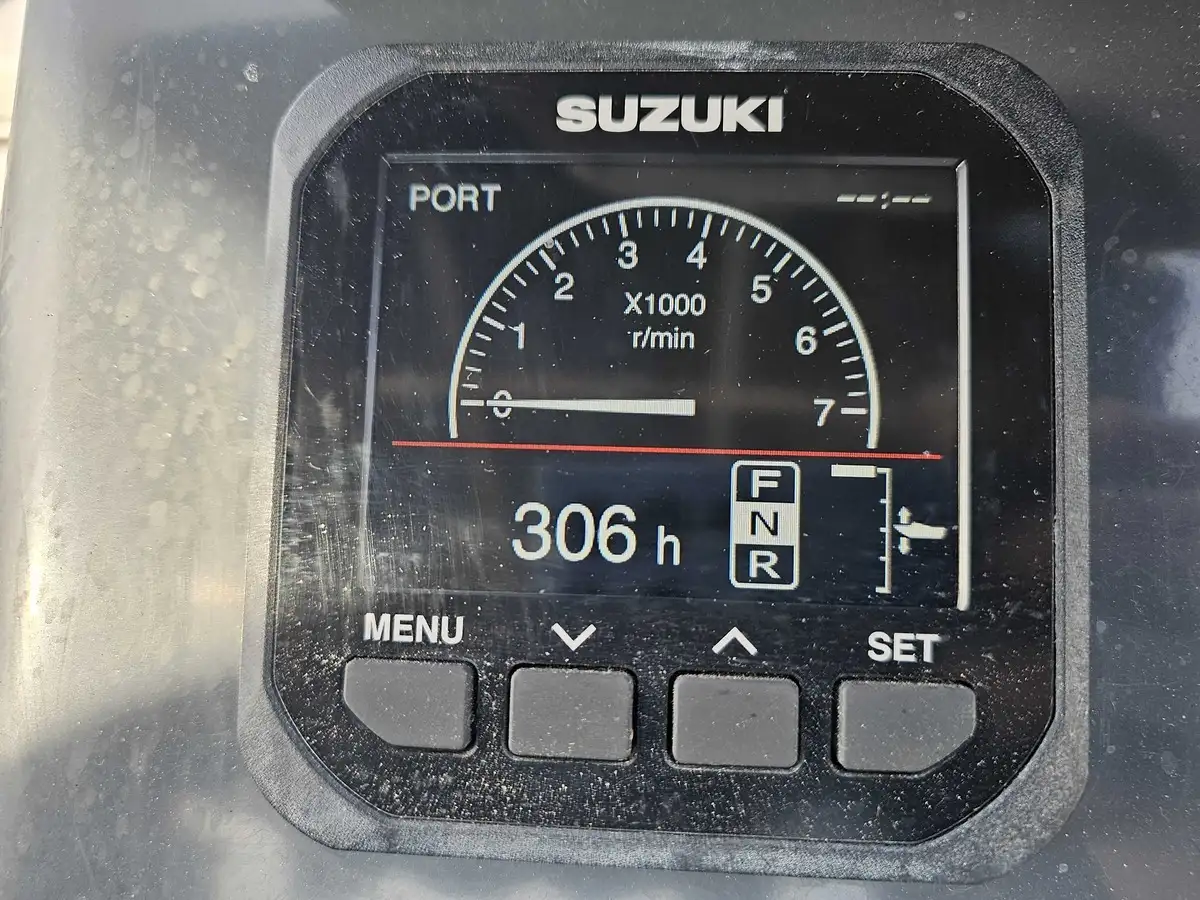 SUZUKI
PORT --:--
0 1 2 3 4 5 6 7
X1000
r/min
306 h
F
N
R
MENU SET